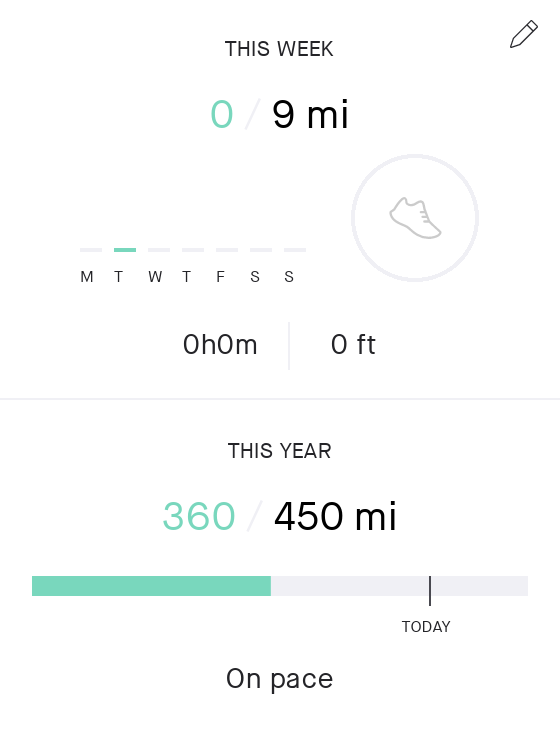 THIS WEEK
0 / 9 mi
M T W T F S S
0h0m 0 ft
THIS YEAR
360 / 450 mi
TODAY
On pace